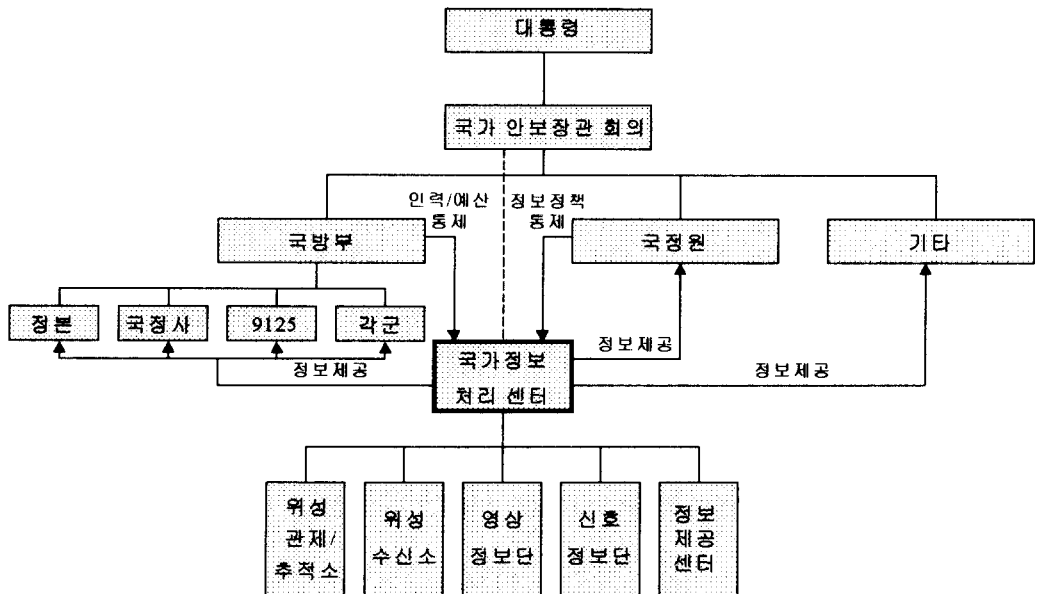 대통령
국가 안보장관 회의
인력/예산
통제
정보정책
통제
국방부
국정원
기타
정본
국정사
9125
각군
정보제공
국가정보
처리 센터
정보제공
정보제공
위성
관제/
추적소
위성
수신소
영상
정보단
신호
정보단
정보
제공
센터